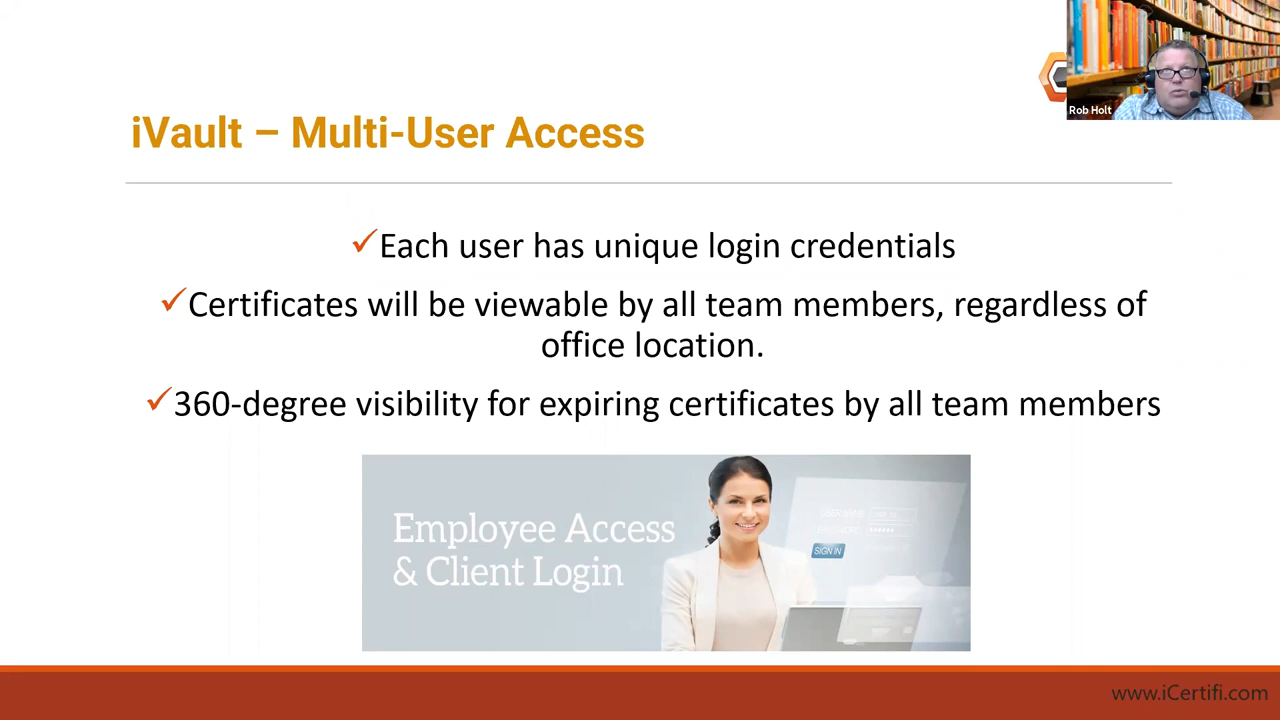 Rob Holt
iVault – Multi-User Access
✓Each user has unique login credentials
✓Certificates will be viewable by all team members, regardless of
office location.
✓360-degree visibility for expiring certificates by all team members
Employee Access
& Client Login
SIGN IN
www.iCertifi.com